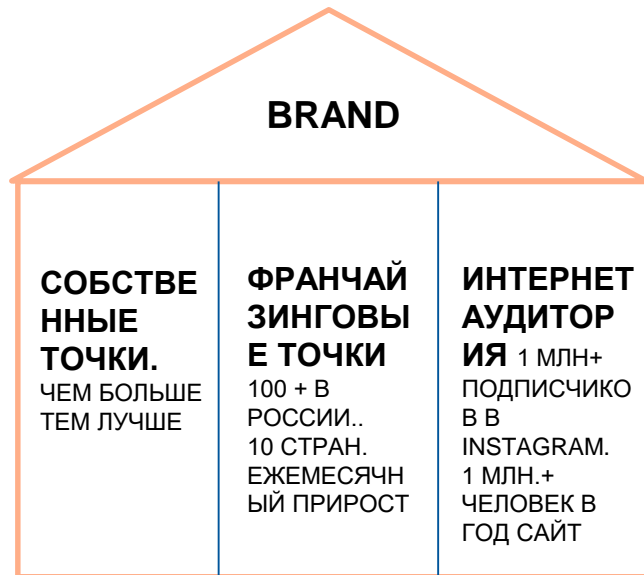 BRAND
СОБСТВЕ
ННЫЕ
ТОЧКИ.
ЧЕМ БОЛЬШЕ
ТЕМ ЛУЧШЕ
ФРАНЧАЙ
ЗИНГОВЫ
Е ТОЧКИ
100 + В
РОССИИ..
10 СТРАН.
ЕЖЕМЕСЯЧН
ЫЙ ПРИРОСТ
ИНТЕРНЕТ
АУДИТОР
ИЯ 1 МЛН+
ПОДПИСЧИКО
В В
INSTAGRAM.
1 МЛН.+
ЧЕЛОВЕК В
ГОД САЙТ